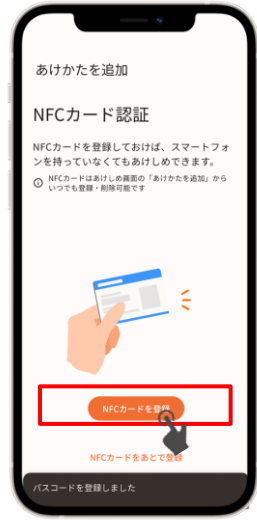 あけかたを追加
NFCカード認証
NFCカードを登録しておけば、スマートフォ
ンを持っていなくてもあけしめできます。
NFCカードはあけしめ画面の「あけかたを追加」から
いつでも登録・削除可能です
NFCカードを登録
NFCカードをあとで登録
パスコードを登録しました